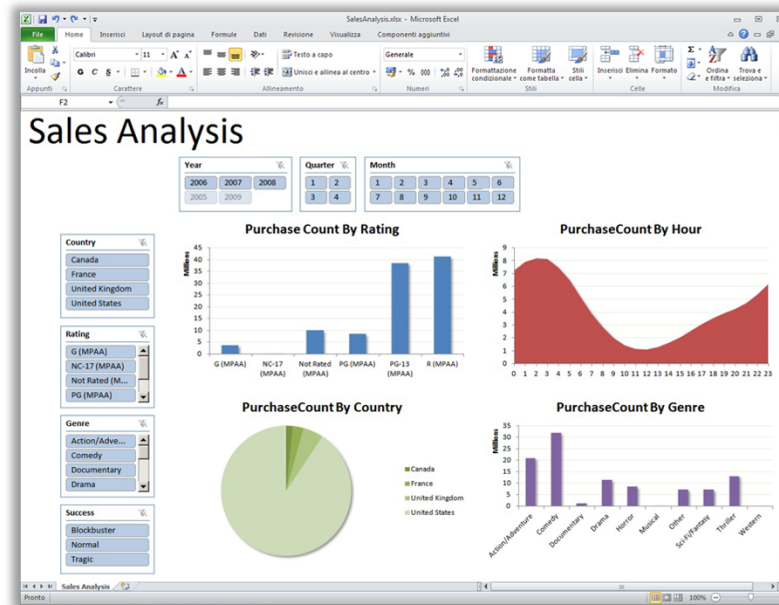 SalesAnalysis.xlsx - Microsoft Excel
File Home Inserisci Layout di pagina Formule Dati Revisione Visualizza Componenti aggiuntivi
Incolla
Calibri 11 A A
G C S A
Testo a capo
Unisci e allinea al centro
Generale
% 000
Formattazione condizionale
Formatta come tabella
Stili cella
Inserisci Elimina Formato
Ordina e filtra
Trova e seleziona
Appunti Carattere Allineamento Numeri Stili Celle Modifica
F2 fx
Sales Analysis
Year
2006 2007 2008
2005 2009
Quarter
1 2
3 4
Month
1 2 3 4 5 6
7 8 9 10 11 12
Country
Canada
France
United Kingdom
United States
Rating
G (MPAA)
NC-17 (MPAA)
Not Rated (M...
PG (MPAA)
Genre
Action/Adve...
Comedy
Documentary
Drama
Success
Blockbuster
Normal
Tragic
Purchase Count By Rating
Millions
45
40
35
30
25
20
15
10
5
0
G (MPAA) NC-17 (MPAA) Not Rated (MPAA) PG (MPAA) PG-13 (MPAA) R (MPAA)
PurchaseCount By Hour
Millions
9
8
7
6
5
4
3
2
1
0
0 1 2 3 4 5 6 7 8 9 10 11 12 13 14 15 16 17 18 19 20 21 22 23
PurchaseCount By Country
Canada
France
United Kingdom
United States
PurchaseCount By Genre
Millions
35
30
25
20
15
10
5
0
Action/Adventure Comedy Documentary Drama Horror Musical Other Sci-Fi/Fantasy Thriller Western
Sales Analysis
Pronto 100%